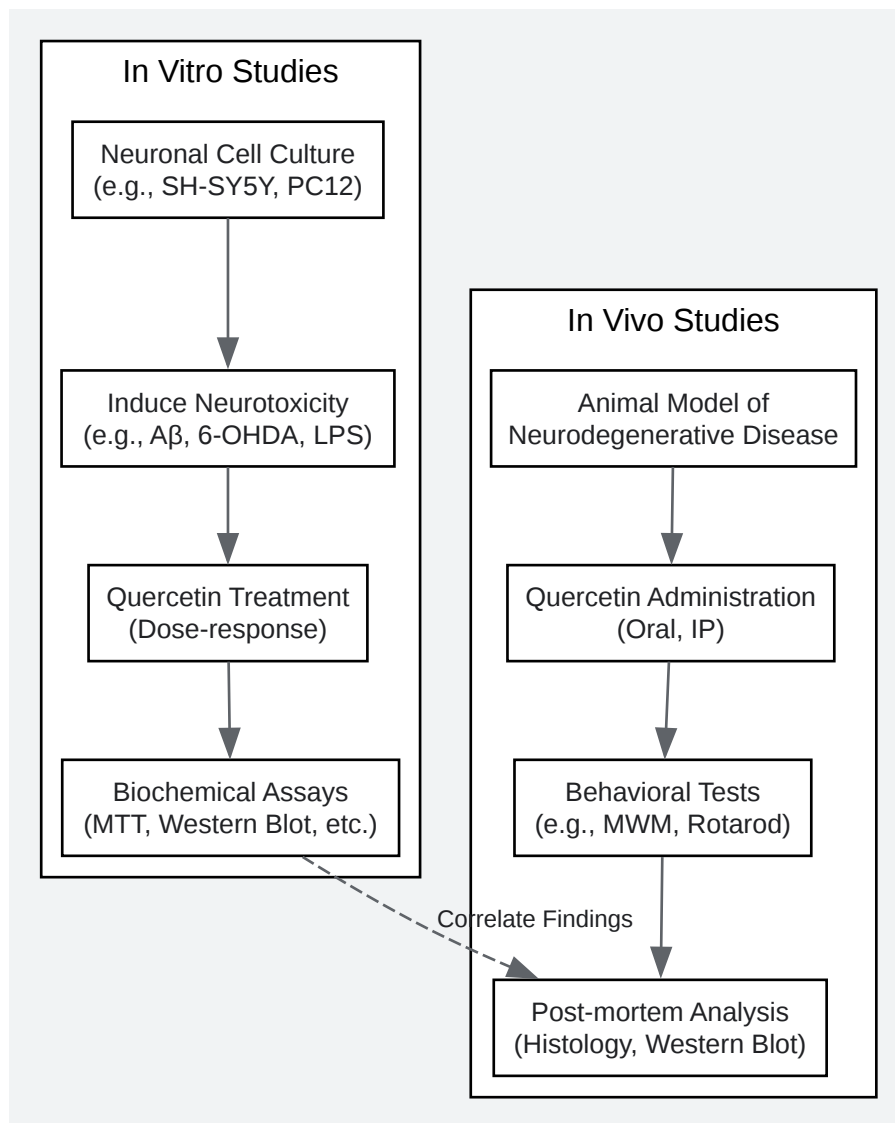 In Vitro Studies
Neuronal Cell Culture
(e.g., SH-SY5Y, PC12)
Induce Neurotoxicity
(e.g., Aβ, 6-OHDA, LPS)
Quercetin Treatment
(Dose-response)
Biochemical Assays
(MTT, Western Blot, etc.)
Correlate Findings
In Vivo Studies
Animal Model of
Neurodegenerative Disease
Quercetin Administration
(Oral, IP)
Behavioral Tests
(e.g., MWM, Rotarod)
Post-mortem Analysis
(Histology, Western Blot)